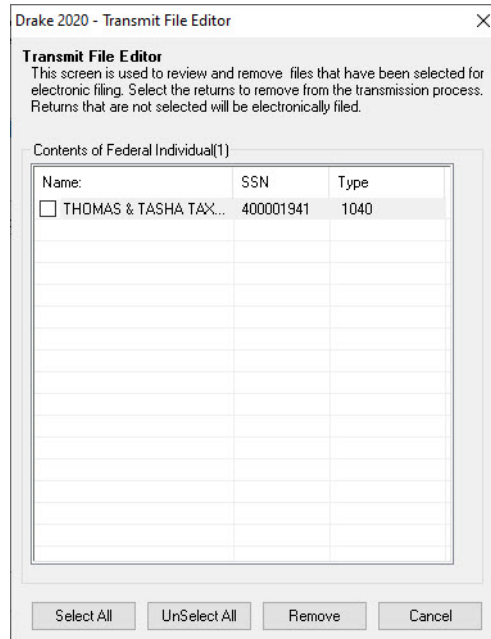 Drake 2020 - Transmit File Editor
Transmit File Editor
This screen is used to review and remove files that have been selected for
electronic filing. Select the returns to remove from the transmission process.
Returns that are not selected will be electronically filed.
Contents of Federal Individual(1)
Name: SSN Type
THOMAS & TASHA TAX... 400001941 1040
Select All UnSelect All Remove Cancel